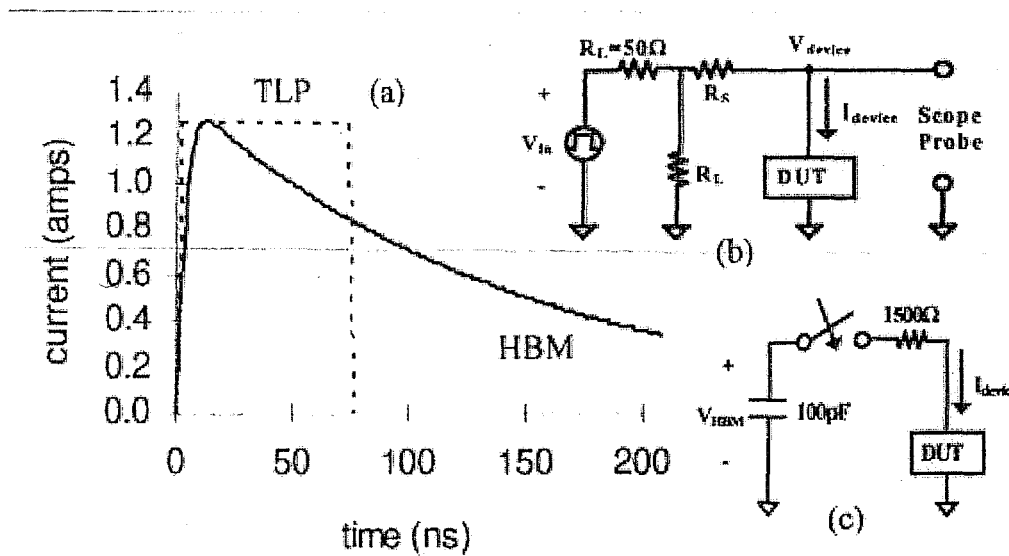 TLP
(a)
current (amps)
1.4
1.2
1.0
0.8
0.6
0.4
0.2
0.0
HBM
0
50
100
150
200
time (ns)
R_L=50Ω
R_S
V_device
V_in
R_L
I_device
DUT
Scope
Probe
+
-
(b)
1500Ω
+
V_HBM
100pF
-
I_devic
DUT
(c)